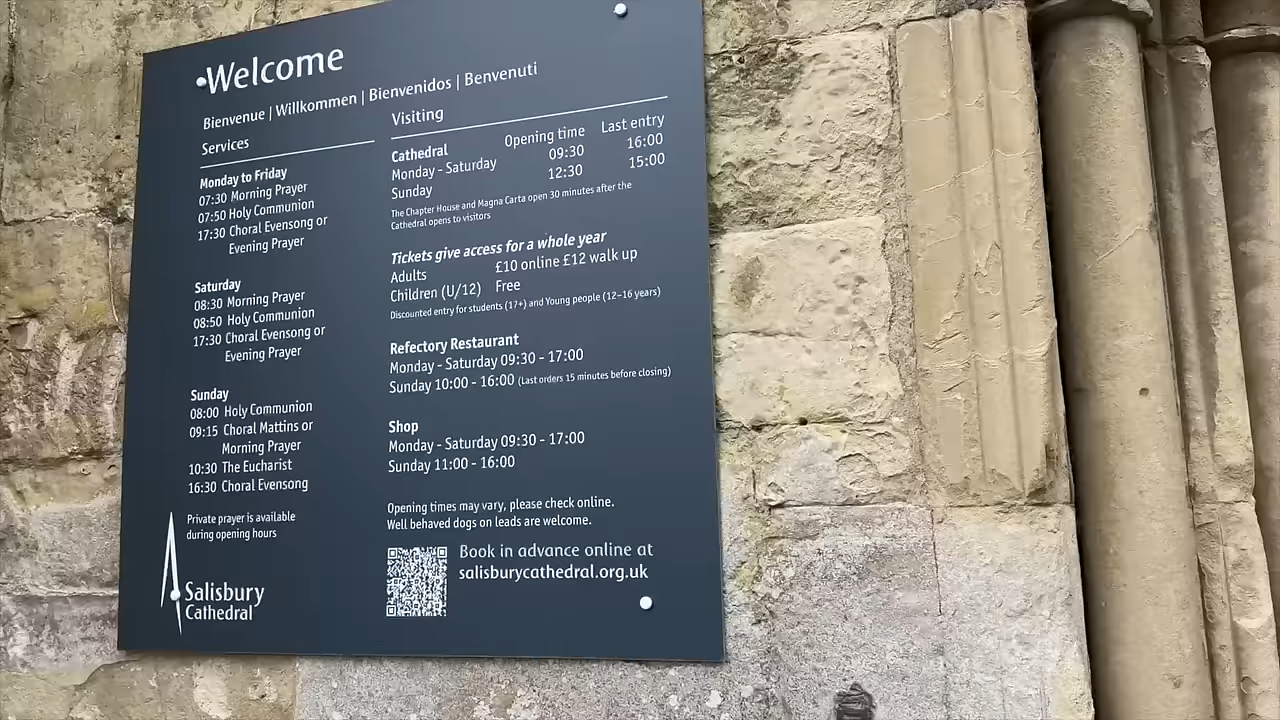 Welcome
Bienvenue | Willkommen | Bienvenidos | Benvenuti
Services
Monday to Friday
07:30 Morning Prayer
07:50 Holy Communion
17:30 Choral Evensong or
Evening Prayer
Saturday
08:30 Morning Prayer
08:50 Holy Communion
17:30 Choral Evensong or
Evening Prayer
Sunday
08:00 Holy Communion
09:15 Choral Mattins or
Morning Prayer
10:30 The Eucharist
16:30 Choral Evensong
Private prayer is available
during opening hours
Salisbury
Cathedral
Visiting
Cathedral Opening time Last entry
Monday - Saturday 09:30 16:00
Sunday 12:30 15:00
The Chapter House and Magna Carta open 30 minutes after the
Cathedral opens to visitors
Tickets give access for a whole year
Adults £10 online £12 walk up
Children (U/12) Free
Discounted entry for students (17+) and Young people (12-16 years)
Refectory Restaurant
Monday - Saturday 09:30 - 17:00
Sunday 10:00 - 16:00 (Last orders 15 minutes before closing)
Shop
Monday - Saturday 09:30 - 17:00
Sunday 11:00 - 16:00
Opening times may vary, please check online.
Well behaved dogs on leads are welcome.
Book in advance online at
salisburycathedral.org.uk